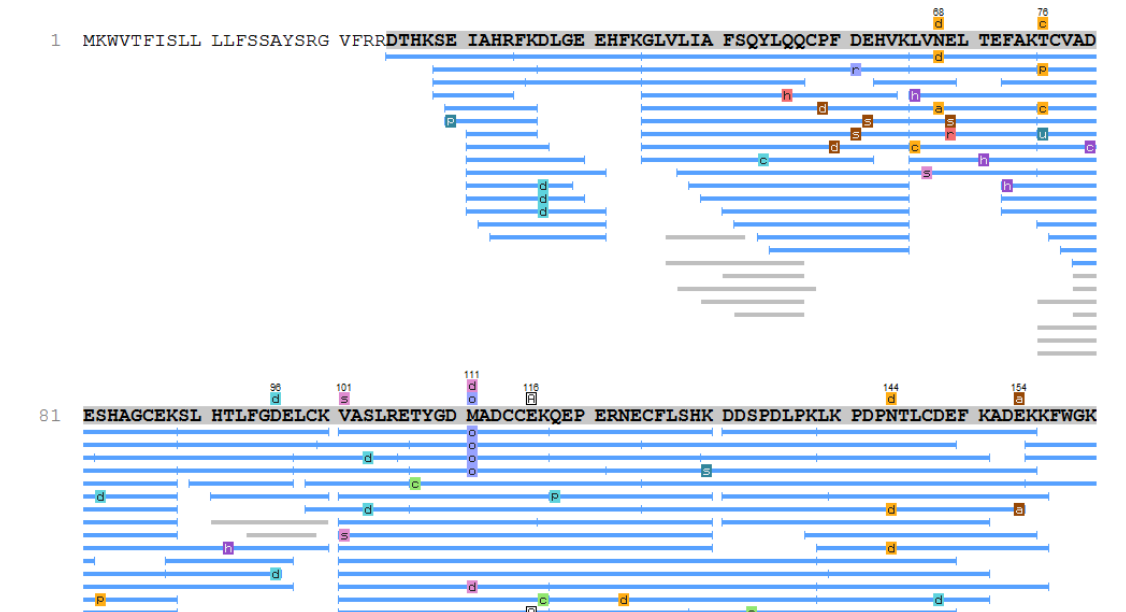 68 76
d c
1 MKWVTFISLL LLFSSAYSRG VFRRDTHKSE IAHRFKDLGE EHFKGLVLIA FSQYLQQCPF DEHVKLVNEL TEFAKTCVAD
d
r p
h h
d a c
p s s
s r u
d c c
c h
s
d h
d
d
96 101 111 116 144 154
d
d s o A d a
81 ESHAGCEKSL HTLFGDELCK VASLRETYGD MADCCEKQEP ERNECFLSHK DDSPDLPKLK PDPNTLCDEF KADEKKFWGK
o
o
d o
o s
c
d p
d d a
s
h d
d
d
p c d d